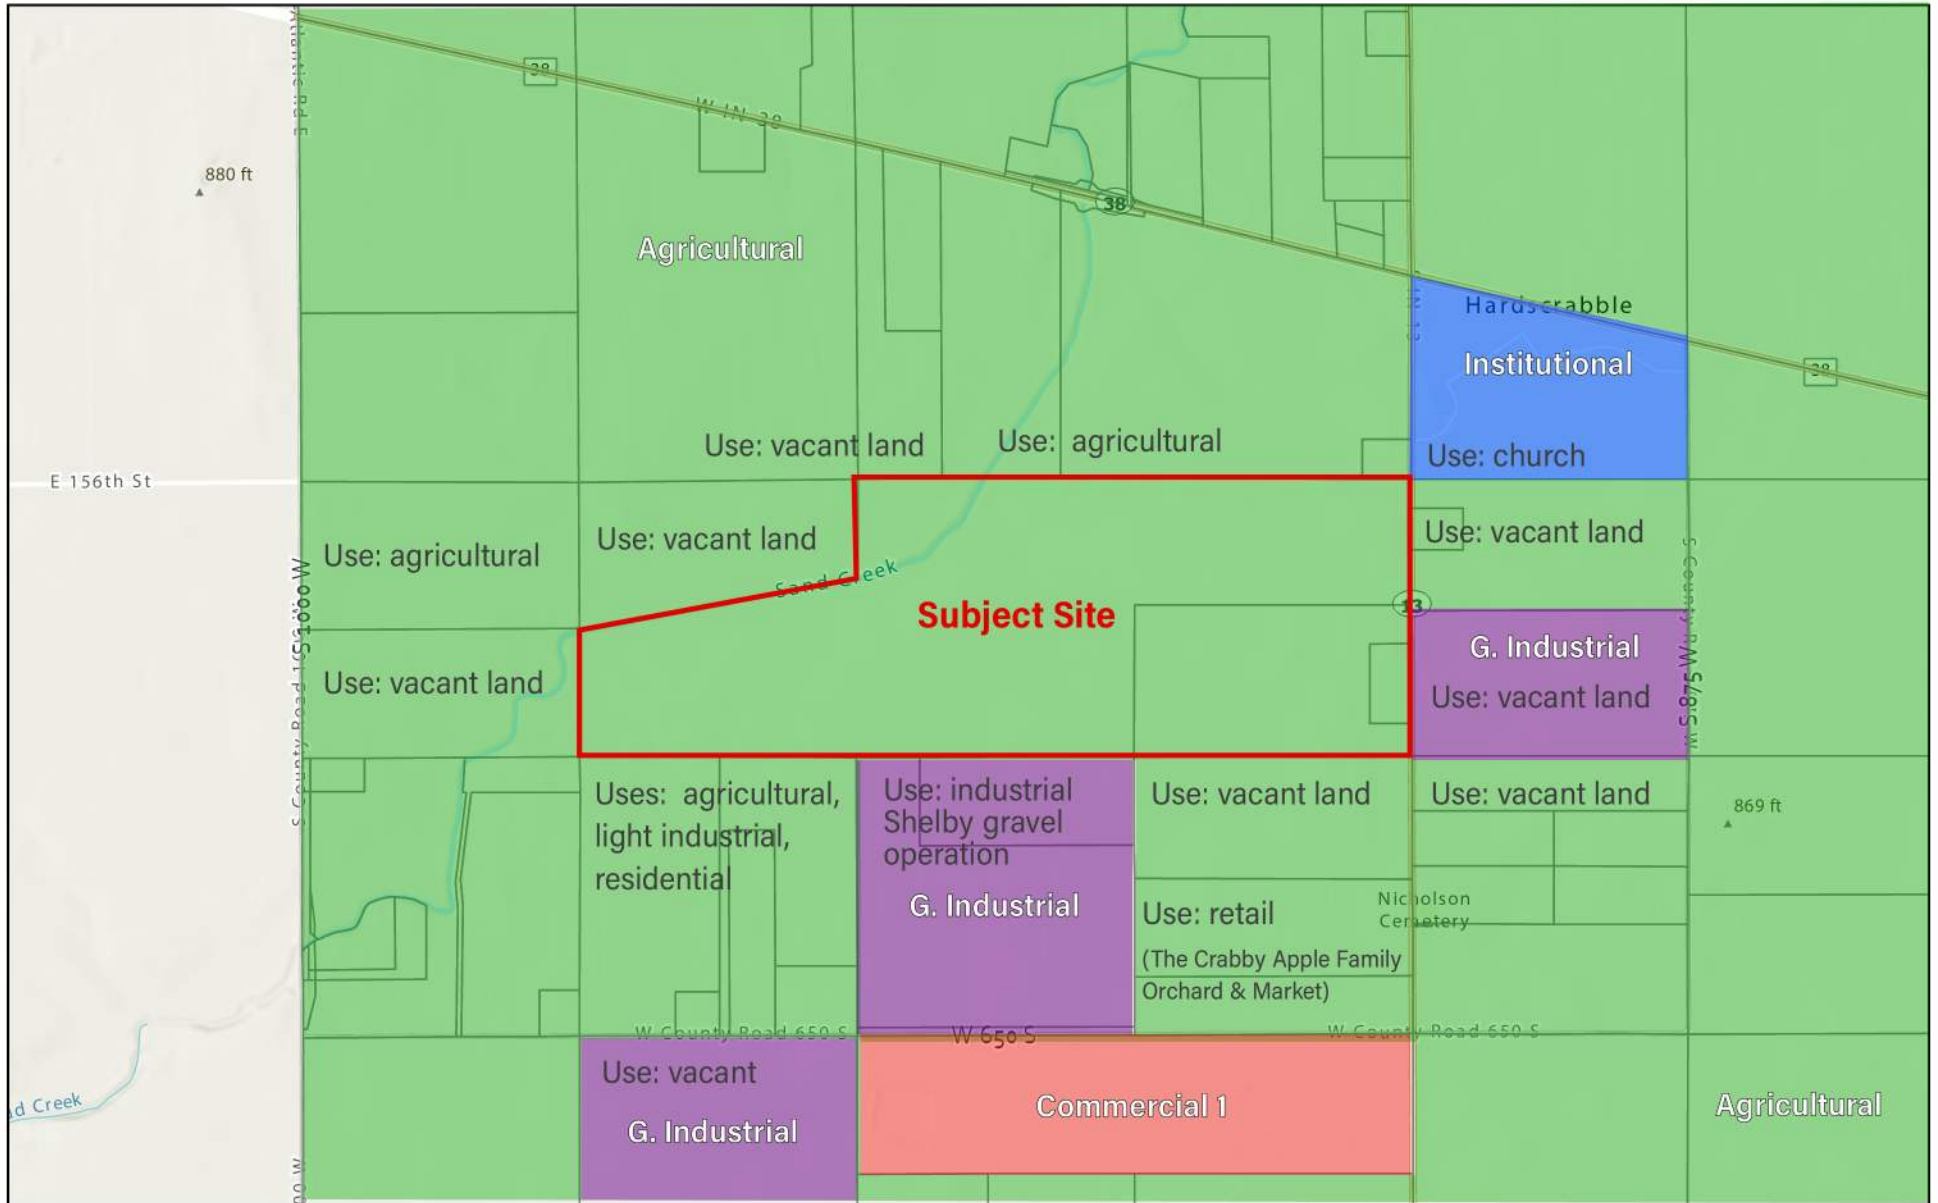 38
W IN 38
880 ft
38
Agricultural
Hardscrabble
Institutional
38
Use: vacant land
Use: agricultural
Use: church
E 156th St
Use: agricultural
Use: vacant land
Use: vacant land
Sand Creek
Subject Site
13
G. Industrial
Use: vacant land
Use: vacant land
S 1000 W
W S 875 W
Uses: agricultural,
light industrial,
residential
Use: industrial
Shelby gravel
operation
G. Industrial
Use: vacant land
Use: vacant land
869 ft
Use: retail
(The Crabby Apple Family
Orchard & Market)
Nicholson
Cemetery
W County Road 650 S
W 650 S
W County Road 650 S
Use: vacant
G. Industrial
Commercial 1
Agricultural
Creek